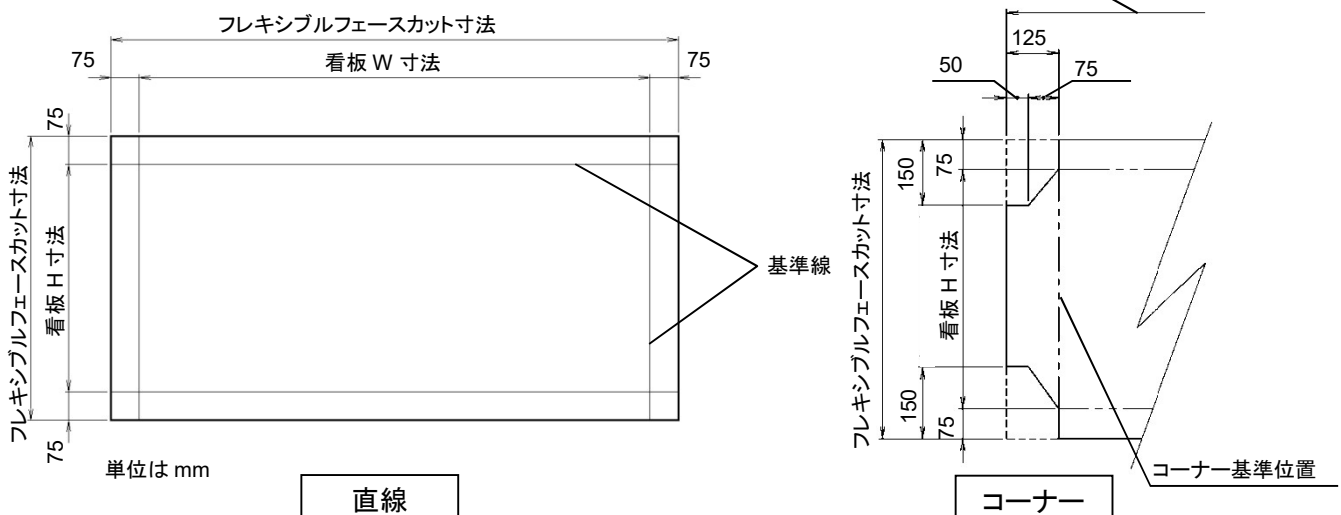 フレキシブルフェースカット寸法
75
看板 W 寸法
75
75
フレキシブルフェースカット寸法
看板 H 寸法
75
基準線
単位は mm
直線
125
50
75
フレキシブルフェースカット寸法
150
75
看板 H 寸法
150
75
コーナー基準位置
コーナー